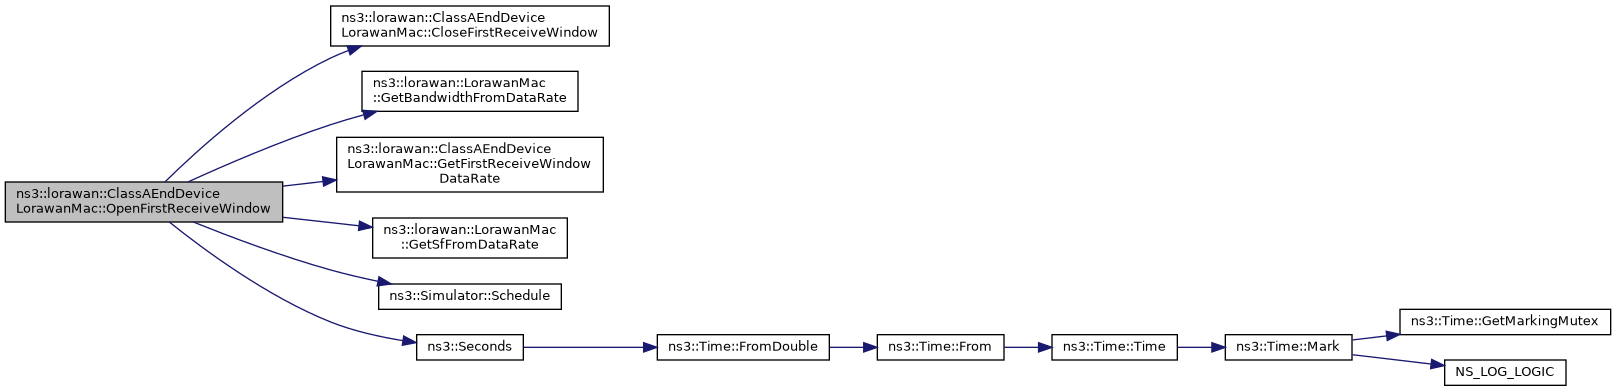 ns3::lorawan::ClassAEndDevice
LorawanMac::OpenFirstReceiveWindow
ns3::lorawan::ClassAEndDevice
LorawanMac::CloseFirstReceiveWindow
ns3::lorawan::LorawanMac
::GetBandwidthFromDataRate
ns3::lorawan::ClassAEndDevice
LorawanMac::GetFirstReceiveWindow
DataRate
ns3::lorawan::LorawanMac
::GetSfFromDataRate
ns3::Simulator::Schedule
ns3::Seconds
ns3::Time::FromDouble
ns3::Time::From
ns3::Time::Time
ns3::Time::Mark
ns3::Time::GetMarkingMutex
NS_LOG_LOGIC